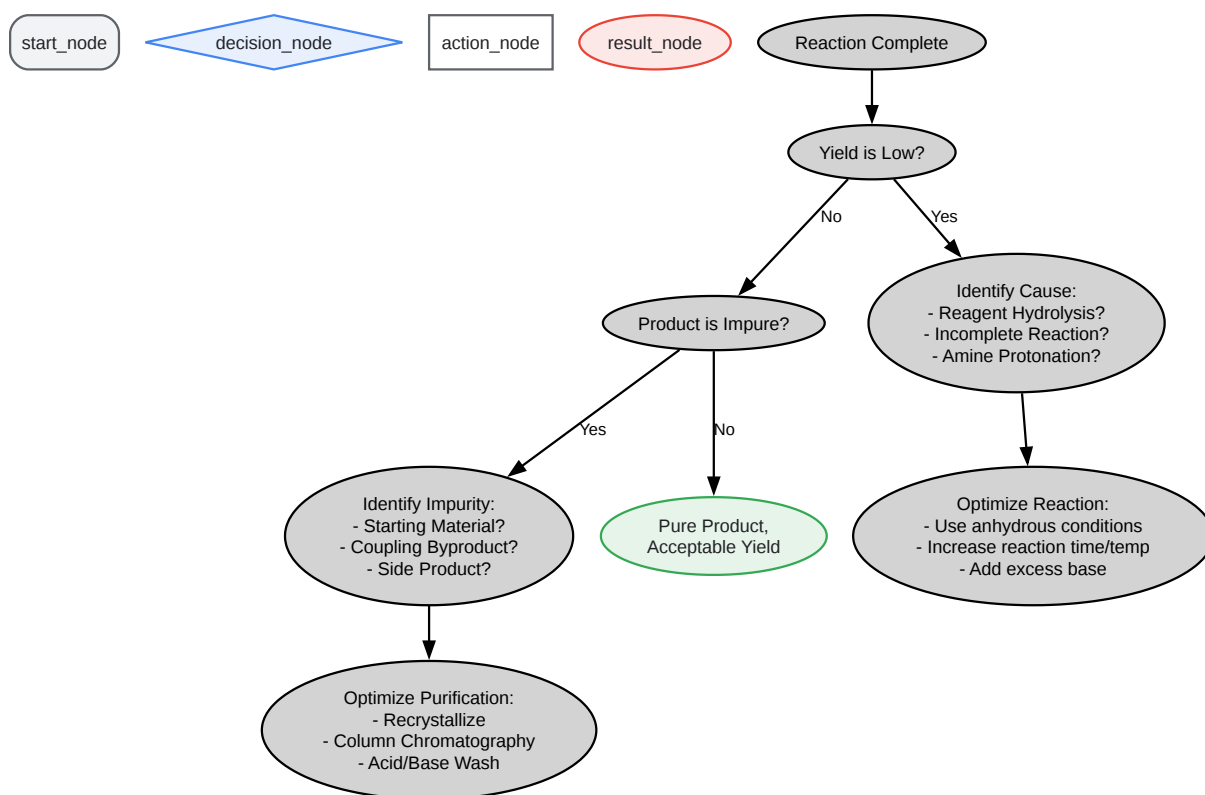 start_node
decision_node
action_node
result_node
Reaction Complete
Yield is Low?
No
Yes
Identify Cause:
- Reagent Hydrolysis?
- Incomplete Reaction?
- Amine Protonation?
Product is Impure?
Yes
No
Identify Impurity:
- Starting Material?
- Coupling Byproduct?
- Side Product?
Pure Product,
Acceptable Yield
Optimize Reaction:
- Use anhydrous conditions
- Increase reaction time/temp
- Add excess base
Optimize Purification:
- Recrystallize
- Column Chromatography
- Acid/Base Wash